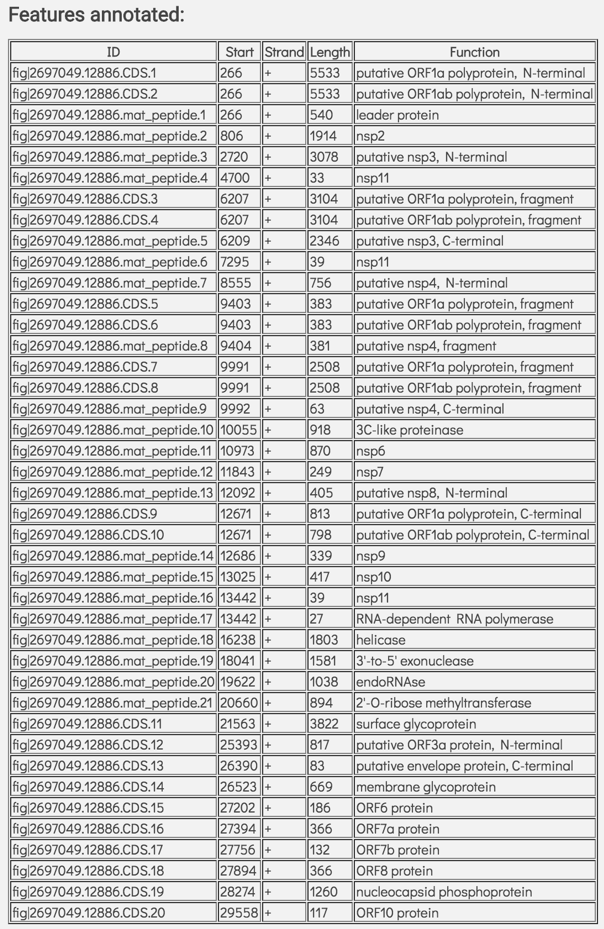 Features annotated:
ID Start Strand Length Function
fig|2697049.12886.CDS.1 266 + 5533 putative ORF1a polyprotein, N-terminal
fig|2697049.12886.CDS.2 266 + 5533 putative ORF1ab polyprotein, N-terminal
fig|2697049.12886.mat_peptide.1 266 + 540 leader protein
fig|2697049.12886.mat_peptide.2 806 + 1914 nsp2
fig|2697049.12886.mat_peptide.3 2720 + 3078 putative nsp3, N-terminal
fig|2697049.12886.mat_peptide.4 4700 + 33 nsp11
fig|2697049.12886.CDS.3 6207 + 3104 putative ORF1a polyprotein, fragment
fig|2697049.12886.CDS.4 6207 + 3104 putative ORF1ab polyprotein, fragment
fig|2697049.12886.mat_peptide.5 6209 + 2346 putative nsp3, C-terminal
fig|2697049.12886.mat_peptide.6 7295 + 39 nsp11
fig|2697049.12886.mat_peptide.7 8555 + 756 putative nsp4, N-terminal
fig|2697049.12886.CDS.5 9403 + 383 putative ORF1a polyprotein, fragment
fig|2697049.12886.CDS.6 9403 + 383 putative ORF1ab polyprotein, fragment
fig|2697049.12886.mat_peptide.8 9404 + 381 putative nsp4, fragment
fig|2697049.12886.CDS.7 9991 + 2508 putative ORF1a polyprotein, fragment
fig|2697049.12886.CDS.8 9991 + 2508 putative ORF1ab polyprotein, fragment
fig|2697049.12886.mat_peptide.9 9992 + 63 putative nsp4, C-terminal
fig|2697049.12886.mat_peptide.10 10055 + 918 3C-like proteinase
fig|2697049.12886.mat_peptide.11 10973 + 870 nsp6
fig|2697049.12886.mat_peptide.12 11843 + 249 nsp7
fig|2697049.12886.mat_peptide.13 12092 + 405 putative nsp8, N-terminal
fig|2697049.12886.CDS.9 12671 + 813 putative ORF1a polyprotein, C-terminal
fig|2697049.12886.CDS.10 12671 + 798 putative ORF1ab polyprotein, C-terminal
fig|2697049.12886.mat_peptide.14 12686 + 339 nsp9
fig|2697049.12886.mat_peptide.15 13025 + 417 nsp10
fig|2697049.12886.mat_peptide.16 13442 + 39 nsp11
fig|2697049.12886.mat_peptide.17 13442 + 27 RNA-dependent RNA polymerase
fig|2697049.12886.mat_peptide.18 16238 + 1803 helicase
fig|2697049.12886.mat_peptide.19 18041 + 1581 3'-to-5' exonuclease
fig|2697049.12886.mat_peptide.20 19622 + 1038 endoRNAse
fig|2697049.12886.mat_peptide.21 20660 + 894 2'-O-ribose methyltransferase
fig|2697049.12886.CDS.11 21563 + 3822 surface glycoprotein
fig|2697049.12886.CDS.12 25393 + 817 putative ORF3a protein, N-terminal
fig|2697049.12886.CDS.13 26390 + 83 putative envelope protein, C-terminal
fig|2697049.12886.CDS.14 26523 + 669 membrane glycoprotein
fig|2697049.12886.CDS.15 27202 + 186 ORF6 protein
fig|2697049.12886.CDS.16 27394 + 366 ORF7a protein
fig|2697049.12886.CDS.17 27756 + 132 ORF7b protein
fig|2697049.12886.CDS.18 27894 + 366 ORF8 protein
fig|2697049.12886.CDS.19 28274 + 1260 nucleocapsid phosphoprotein
fig|2697049.12886.CDS.20 29558 + 117 ORF10 protein